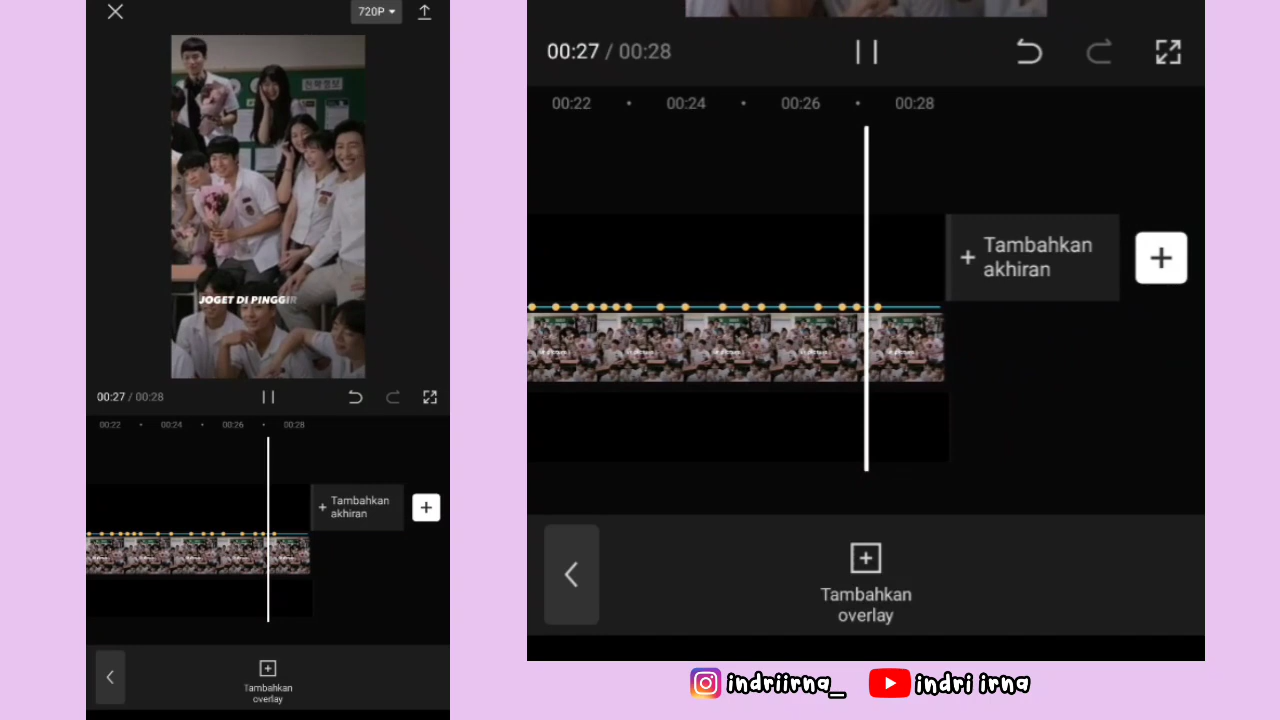 720P
JOGET DI PINGGIR
00:27 / 00:28
00:22 00:24 00:26 00:28
+ Tambahkan
akhiran
+
Tambahkan
overlay
00:27 / 00:28
00:22 00:24 00:26 00:28
+ Tambahkan
akhiran
+
Tambahkan
overlay
indriirna_
indri irna